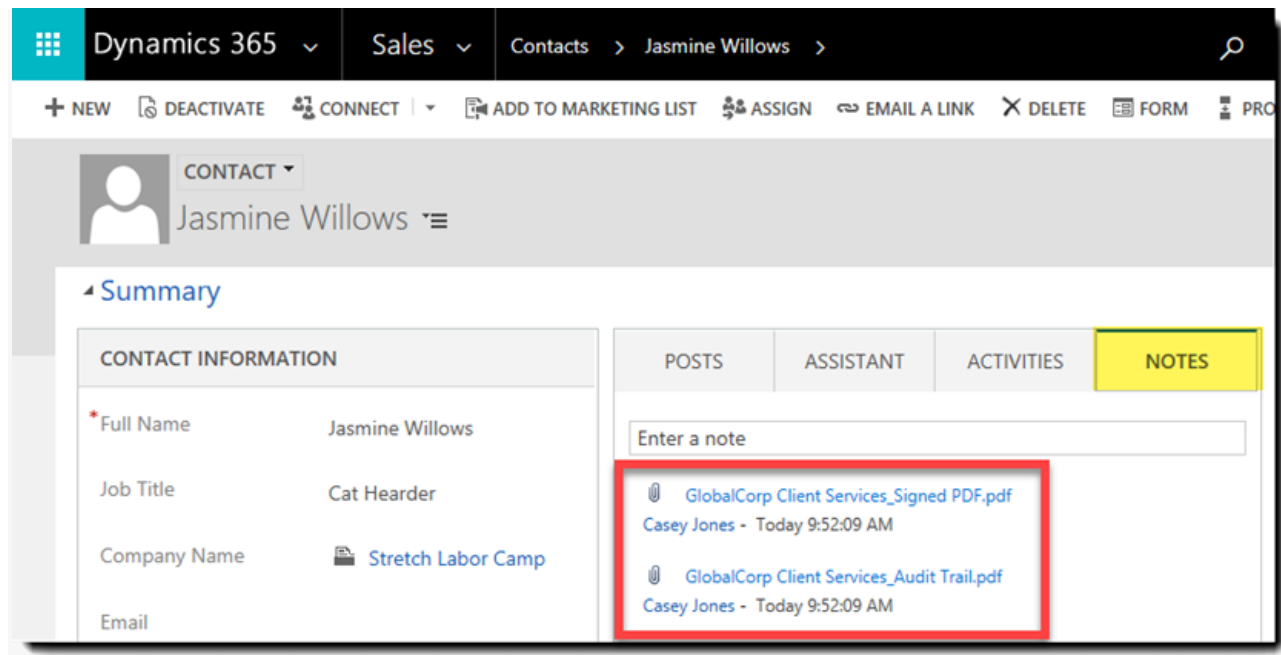 Dynamics 365 Sales Contacts > Jasmine Willows >
+ NEW DEACTIVATE CONNECT ADD TO MARKETING LIST ASSIGN EMAIL A LINK DELETE FORM PRO
CONTACT
Jasmine Willows
Summary
CONTACT INFORMATION
*Full Name Jasmine Willows
Job Title Cat Hearder
Company Name Stretch Labor Camp
Email
POSTS ASSISTANT ACTIVITIES NOTES
Enter a note
GlobalCorp Client Services_Signed PDF.pdf
Casey Jones - Today 9:52:09 AM
GlobalCorp Client Services_Audit Trail.pdf
Casey Jones - Today 9:52:09 AM